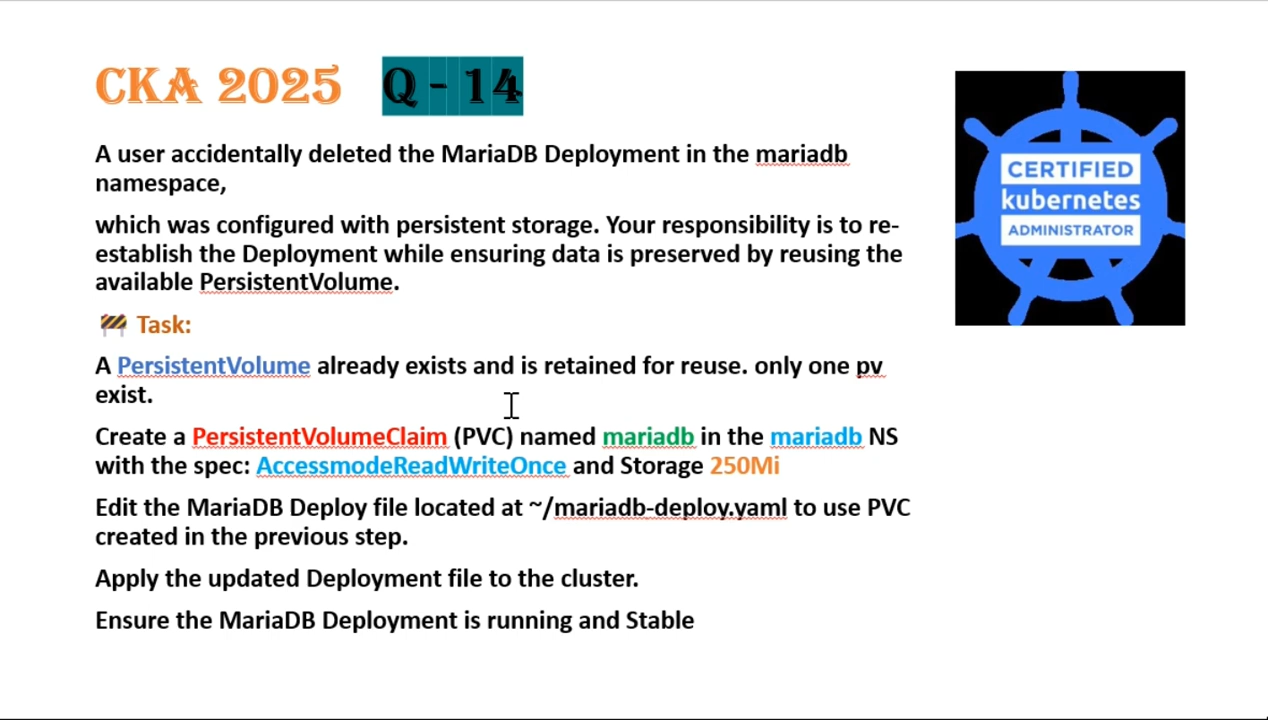 CKA 2025 Q - 14
A user accidentally deleted the MariaDB Deployment in the mariadb
namespace,
which was configured with persistent storage. Your responsibility is to re-
establish the Deployment while ensuring data is preserved by reusing the
available PersistentVolume.
Task:
A PersistentVolume already exists and is retained for reuse. only one pv
exist.
Create a PersistentVolumeClaim (PVC) named mariadb in the mariadb NS
with the spec: AccessmodeReadWriteOnce and Storage 250Mi
Edit the MariaDB Deploy file located at ~/mariadb-deploy.yaml to use PVC
created in the previous step.
Apply the updated Deployment file to the cluster.
Ensure the MariaDB Deployment is running and Stable
CERTIFIED
kubernetes
ADMINISTRATOR